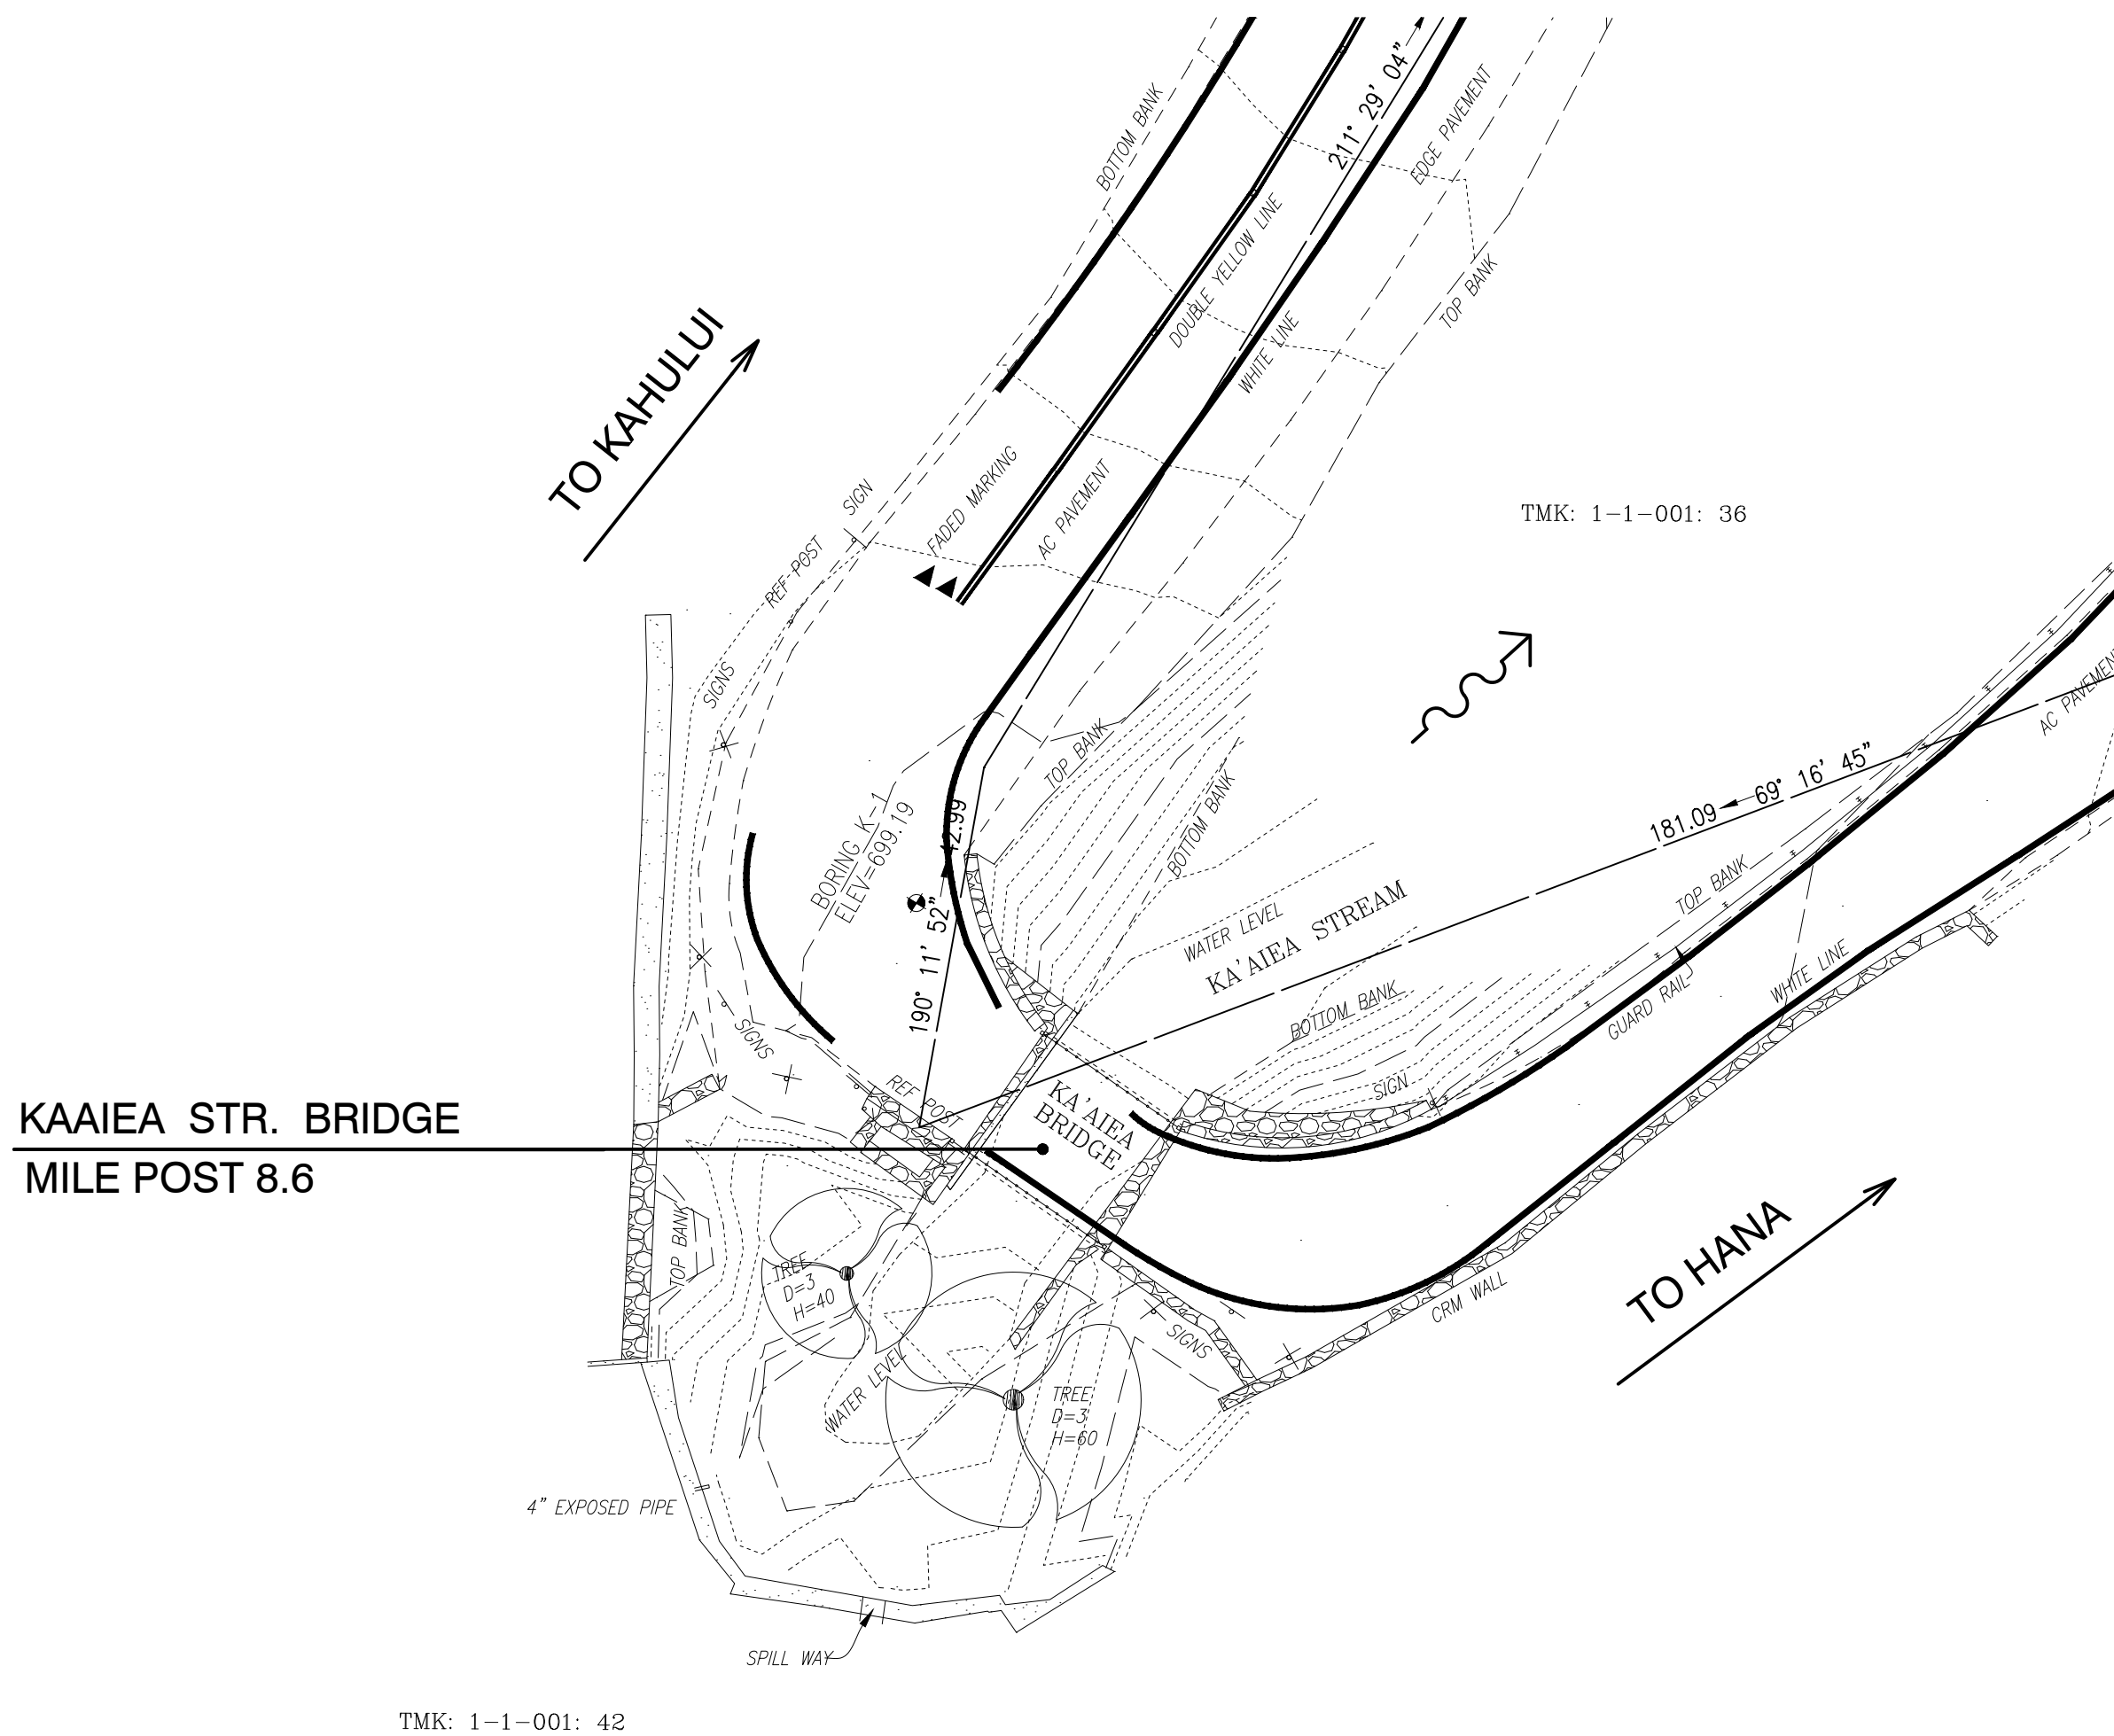 BOTTOM BANK
211° 29' 04"
EDGE PAVEMENT
DOUBLE YELLOW LINE
TOP BANK
WHITE LINE
TO KAHULUI
SIGN
FADED MARKING
AC PAVEMENT
REF POST
TMK: 1-1-001: 36
SIGNS
TOP BANK
BOTTOM BANK
BORING K-1
ELEV=699.19
42.99
190° 11' 52"
181.09
69° 16' 45"
AC PAVEMENT
WATER LEVEL
KA'AIEA STREAM
TOP BANK
BOTTOM BANK
GUARD RAIL
WHITE LINE
SIGNS
REF POST
SIGN
KA'AIEA
BRIDGE
KAAIEA STR. BRIDGE
MILE POST 8.6
TOP BANK
TREE
D=3
H=40
WATER LEVEL
TREE
D=3
H=60
SIGNS
CRM WALL
TO HANA
4" EXPOSED PIPE
SPILL WAY
TMK: 1-1-001: 42